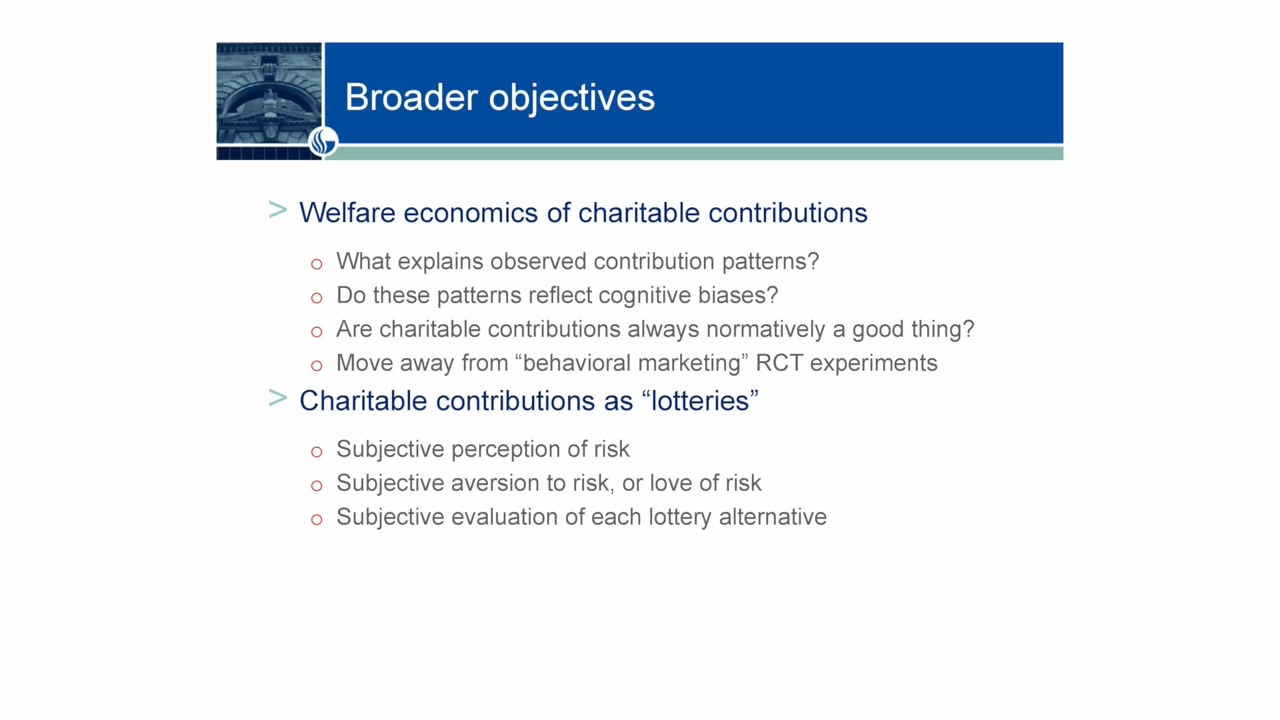 Broader objectives
> Welfare economics of charitable contributions
o What explains observed contribution patterns?
o Do these patterns reflect cognitive biases?
o Are charitable contributions always normatively a good thing?
o Move away from “behavioral marketing” RCT experiments
> Charitable contributions as “lotteries”
o Subjective perception of risk
o Subjective aversion to risk, or love of risk
o Subjective evaluation of each lottery alternative